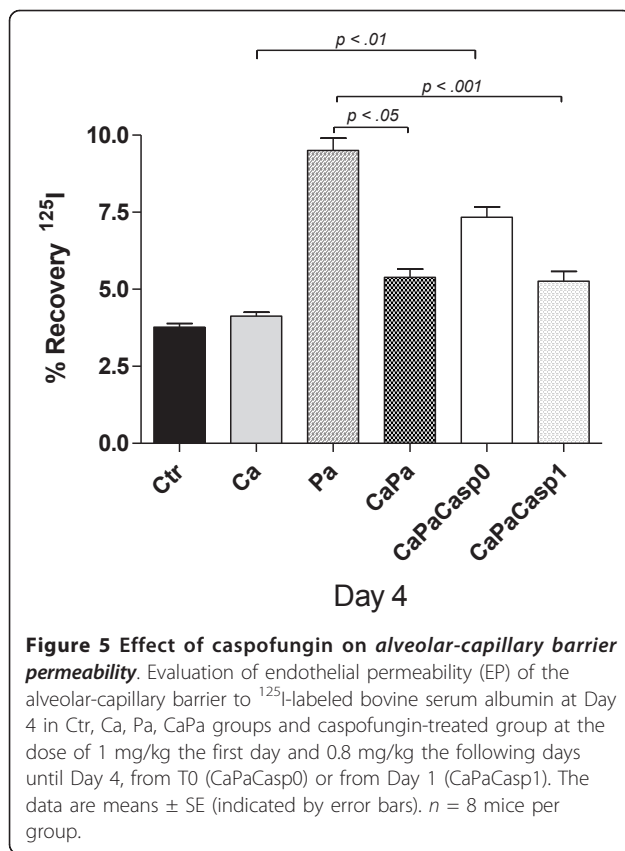 p < .01
p < .001
p < .05
% Recovery ¹²⁵I
10.0
7.5
5.0
2.5
0.0
Ctr
Ca
Pa
CaPa
CaPaCasp0
CaPaCasp1
Day 4
Figure 5 Effect of caspofungin on alveolar-capillary barrier
permeability. Evaluation of endothelial permeability (EP) of the
alveolar-capillary barrier to ¹²⁵I-labeled bovine serum albumin at Day
4 in Ctr, Ca, Pa, CaPa groups and caspofungin-treated group at the
dose of 1 mg/kg the first day and 0.8 mg/kg the following days
until Day 4, from T0 (CaPaCasp0) or from Day 1 (CaPaCasp1). The
data are means ± SE (indicated by error bars). n = 8 mice per
group.